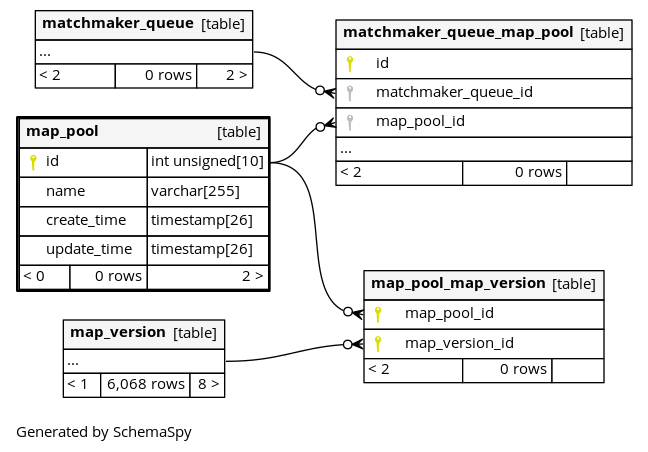 matchmaker_queue [table]
...
< 2 0 rows 2 >
matchmaker_queue_map_pool [table]
id
matchmaker_queue_id
map_pool_id
...
< 2 0 rows
map_pool [table]
id int unsigned[10]
name varchar[255]
create_time timestamp[26]
update_time timestamp[26]
< 0 0 rows 2 >
map_pool_map_version [table]
map_pool_id
map_version_id
< 2 0 rows
map_version [table]
...
< 1 6,068 rows 8 >
Generated by SchemaSpy